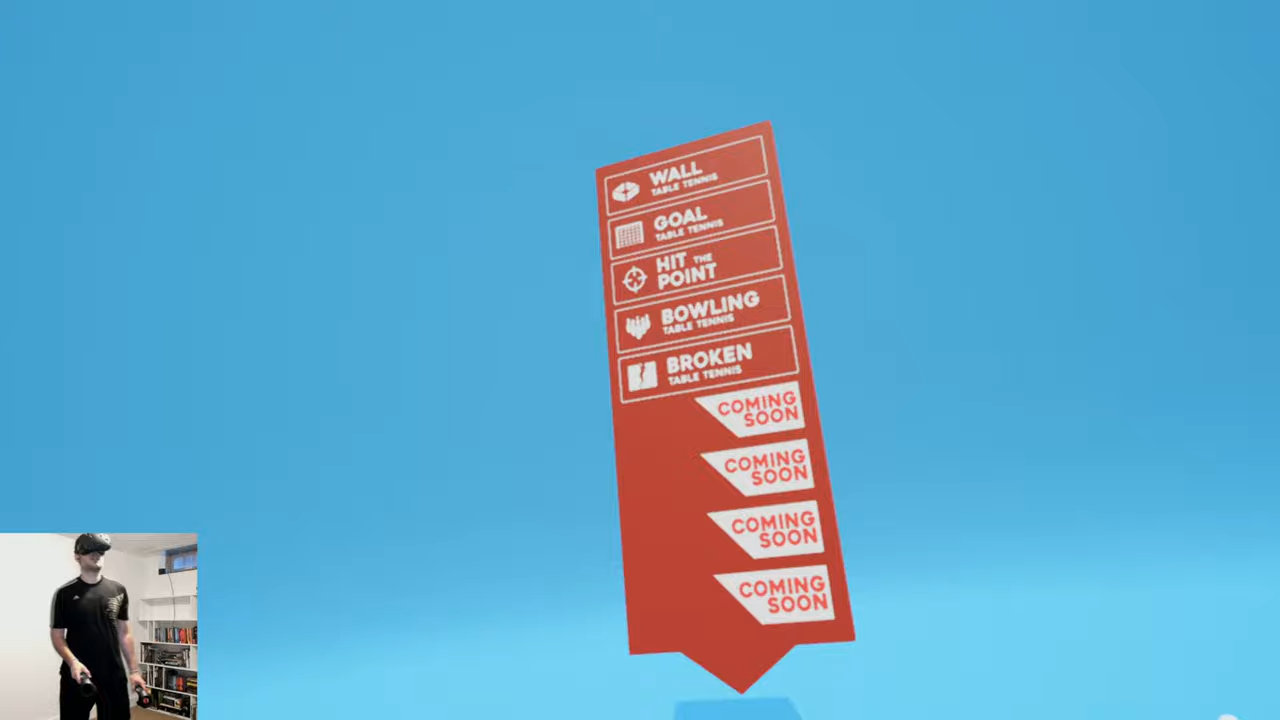 WALL
TABLE TENNIS
GOAL
TABLE TENNIS
HIT THE
POINT
BOWLING
TABLE TENNIS
BROKEN
TABLE TENNIS
COMING
SOON
COMING
SOON
COMING
SOON
COMING
SOON